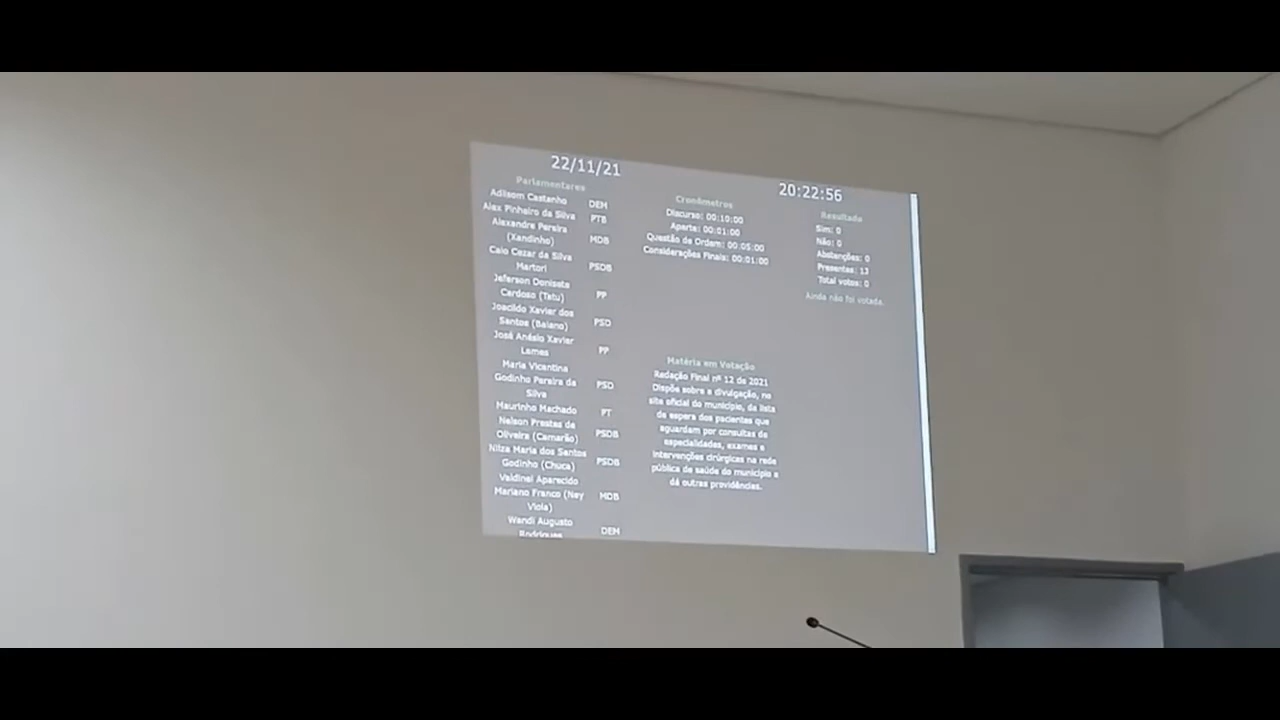 22/11/21
20:22:56
Parlamentares
Adilsom Castanho DEM
Alex Pinheiro da Silva PTB
Alexandre Pereira
(Xandinho) MDB
Caio Cezar da Silva
Martori PSDB
Jeferson Doniseta
Cardoso (Tatu) PP
Joacildo Xavier dos
Santos (Baiano) PSD
José Anésio Xavier
Lemes PP
Maria Vicentina
Godinho Pereira da
Silva PSD
Maurinho Machado PT
Nelson Prestes de
Oliveira (Camarão) PSDB
Nilza Maria dos Santos
Godinho (Chuca) PSDB
Valdinei Aparecido
Mariano Franco (Ney
Viola) MDB
Wandi Augusto
Rodrigues DEM
Cronômetros
Discurso: 00:10:00
Aparte: 00:01:00
Questão de Ordem: 00:05:00
Considerações Finais: 00:01:00
Resultado
Sim: 0
Não: 0
Abstenções: 0
Presentes: 13
Total votos: 0
Ainda não foi votada.
Matéria em Votação
Redação Final nº 12 de 2021
Dispõe sobre a divulgação, no
site oficial do município, da lista
de espera dos pacientes que
aguardam por consultas de
especialidades, exames e
intervenções cirúrgicas na rede
pública de saúde do município e
dá outras providências.